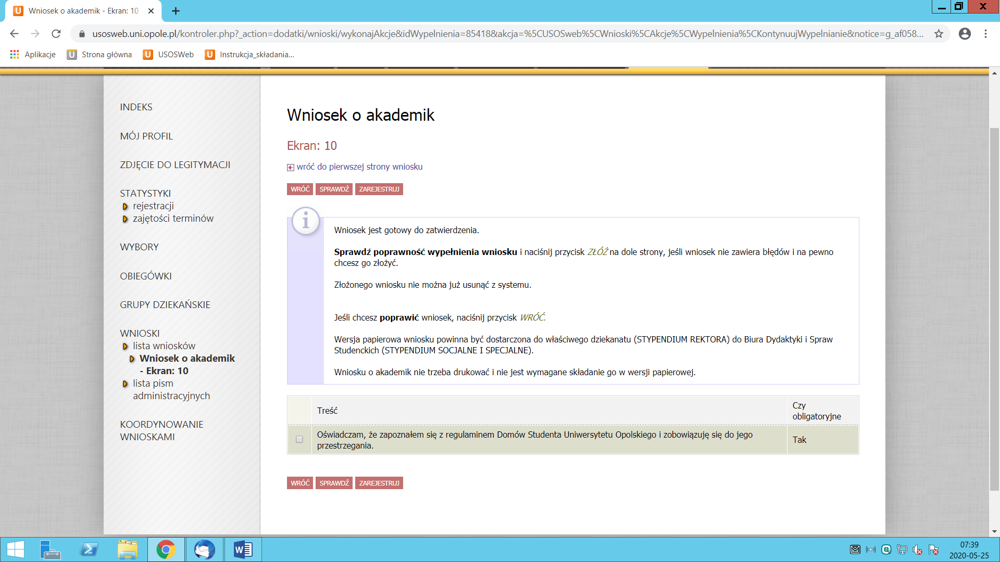 Wniosek o akademik - Ekran: 10
usosweb.uni.opole.pl/kontroler.php?_action=dodatki/wnioski/wykonajAkcje&idWypelnienia=85418&akcja=%5CUSOSweb%5CWnioski%5CAkcje%5CWypelnienia%5CKontynuujWypelnianie&notice=g_af058...
Aplikacje
Strona główna
USOSWeb
Instrukcja_składania...
INDEKS
MÓJ PROFIL
ZDJĘCIE DO LEGITYMACJI
STATYSTYKI
rejestracji
zajętości terminów
WYBORY
OBIEGÓWKI
GRUPY DZIEKAŃSKIE
WNIOSKI
lista wniosków
Wniosek o akademik
- Ekran: 10
lista pism
administracyjnych
KOORDYNOWANIE
WNIOSKAMI
Wniosek o akademik
Ekran: 10
wróć do pierwszej strony wniosku
WRÓĆ SPRAWDŹ ZAREJESTRUJ
Wniosek jest gotowy do zatwierdzenia.
Sprawdź poprawność wypełnienia wniosku i naciśnij przycisk ZŁÓŻ na dole strony, jeśli wniosek nie zawiera błędów i na pewno
chcesz go złożyć.
Złożonego wniosku nie można już usunąć z systemu.
Jeśli chcesz poprawić wniosek, naciśnij przycisk WRÓĆ.
Wersja papierowa wniosku powinna być dostarczona do właściwego dziekanatu (STYPENDIUM REKTORA) do Biura Dydaktyki i Spraw
Studenckich (STYPENDIUM SOCJALNE I SPECJALNE).
Wniosku o akademik nie trzeba drukować i nie jest wymagane składanie go w wersji papierowej.
Treść
Czy
obligatoryjne
Oświadczam, że zapoznałem się z regulaminem Domów Studenta Uniwersytetu Opolskiego i zobowiązuję się do jego
przestrzegania.
Tak
WRÓĆ SPRAWDŹ ZAREJESTRUJ
07:39
2020-05-25